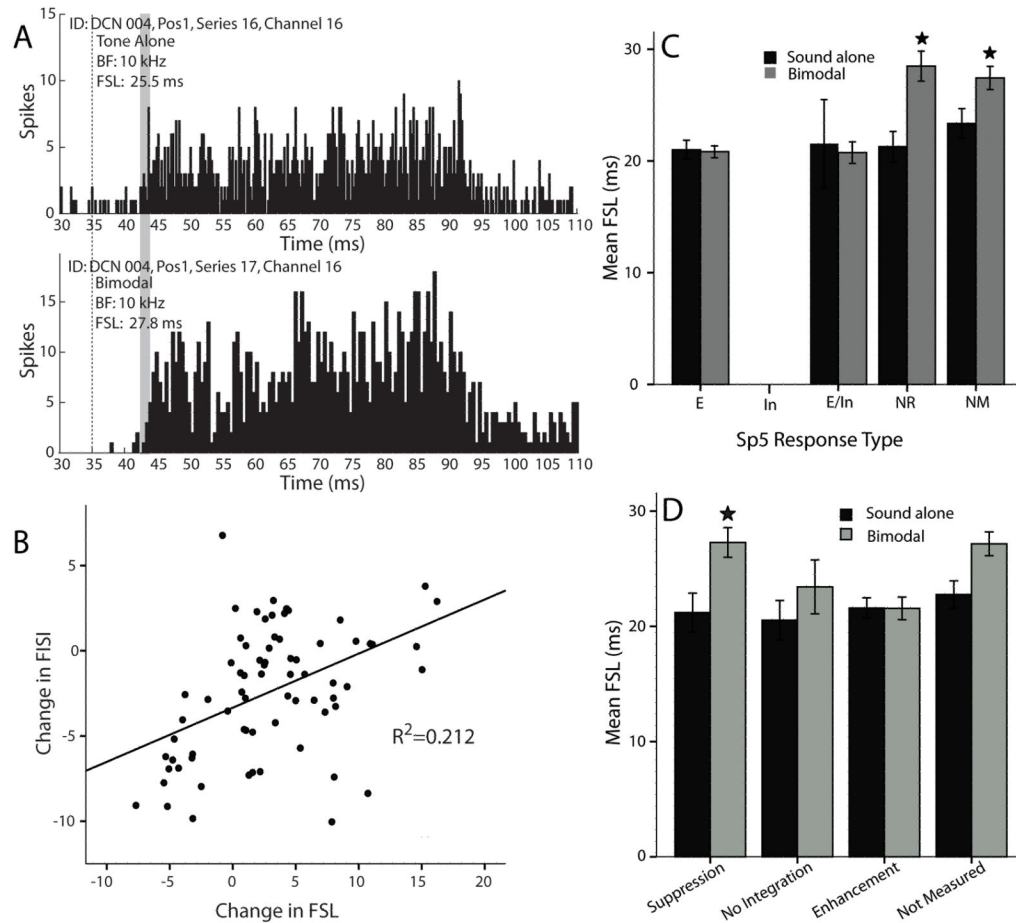 A
ID: DCN 004, Pos1, Series 16, Channel 16
Tone Alone
BF: 10 kHz
FSL: 25.5 ms
15
10
5
0
Spikes
30 35 40 45 50 55 60 65 70 75 80 85 90 95 100 105 110
Time (ms)
ID: DCN 004, Pos1, Series 17, Channel 16
Bimodal
BF: 10 kHz
FSL: 27.8 ms
15
10
5
0
Spikes
30 35 40 45 50 55 60 65 70 75 80 85 90 95 100 105 110
Time (ms)
B
5
0
-5
-10
Change in FISI
R²=0.212
-10 -5 0 5 10 15 20
Change in FSL
C
Sound alone
Bimodal
30
20
10
0
Mean FSL (ms)
E In E/In NR NM
Sp5 Response Type
D
Sound alone
Bimodal
30
20
10
0
Mean FSL (ms)
Suppression
No Integration
Enhancement
Not Measured